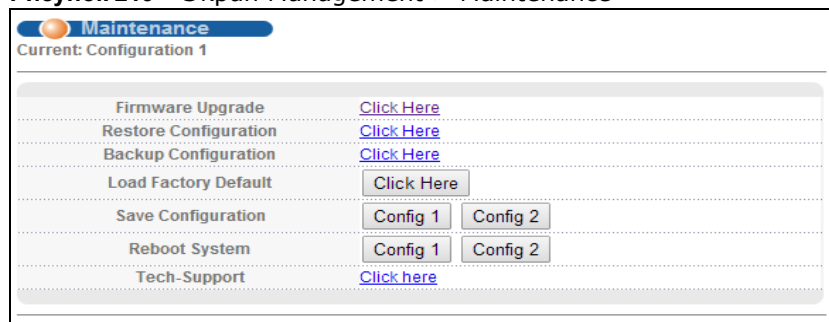 Maintenance
Current: Configuration 1
Firmware Upgrade Click Here
Restore Configuration Click Here
Backup Configuration Click Here
Load Factory Default Click Here
Save Configuration Config 1 Config 2
Reboot System Config 1 Config 2
Tech-Support Click here